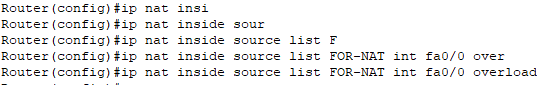 Router(config)#ip nat insi
Router(config)#ip nat inside sour
Router(config)#ip nat inside source list F
Router(config)#ip nat inside source list FOR-NAT int fa0/0 over
Router(config)#ip nat inside source list FOR-NAT int fa0/0 overload